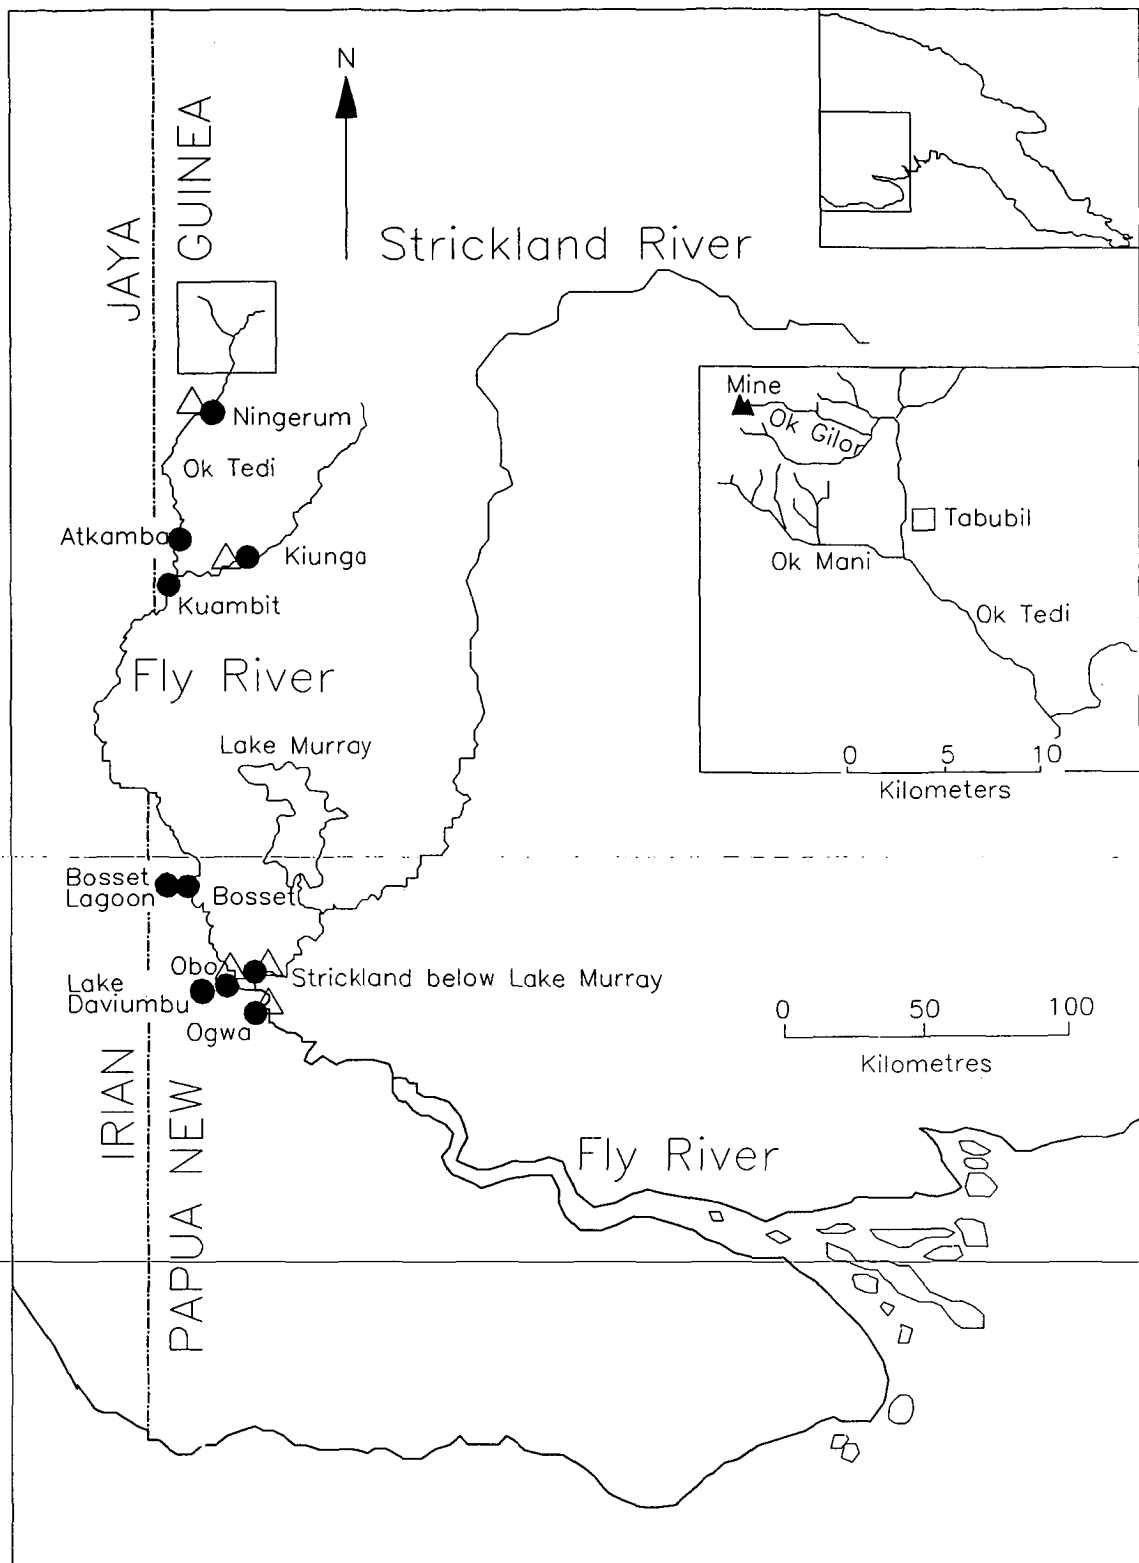 N
JAYA
GUINEA
Strickland River
Ningerum
Ok Tedi
Atkamba
Kiunga
Kuambit
Fly River
Lake Murray
Mine
Ok Gilor
Tabubil
Ok Mani
Ok Tedi
0 5 10
Kilometers
Bosset
Lagoon
Bosset
Obo
Strickland below Lake Murray
Lake
Daviumbu
Ogwa
0 50 100
Kilometres
IRIAN
PAPUA NEW
Fly River